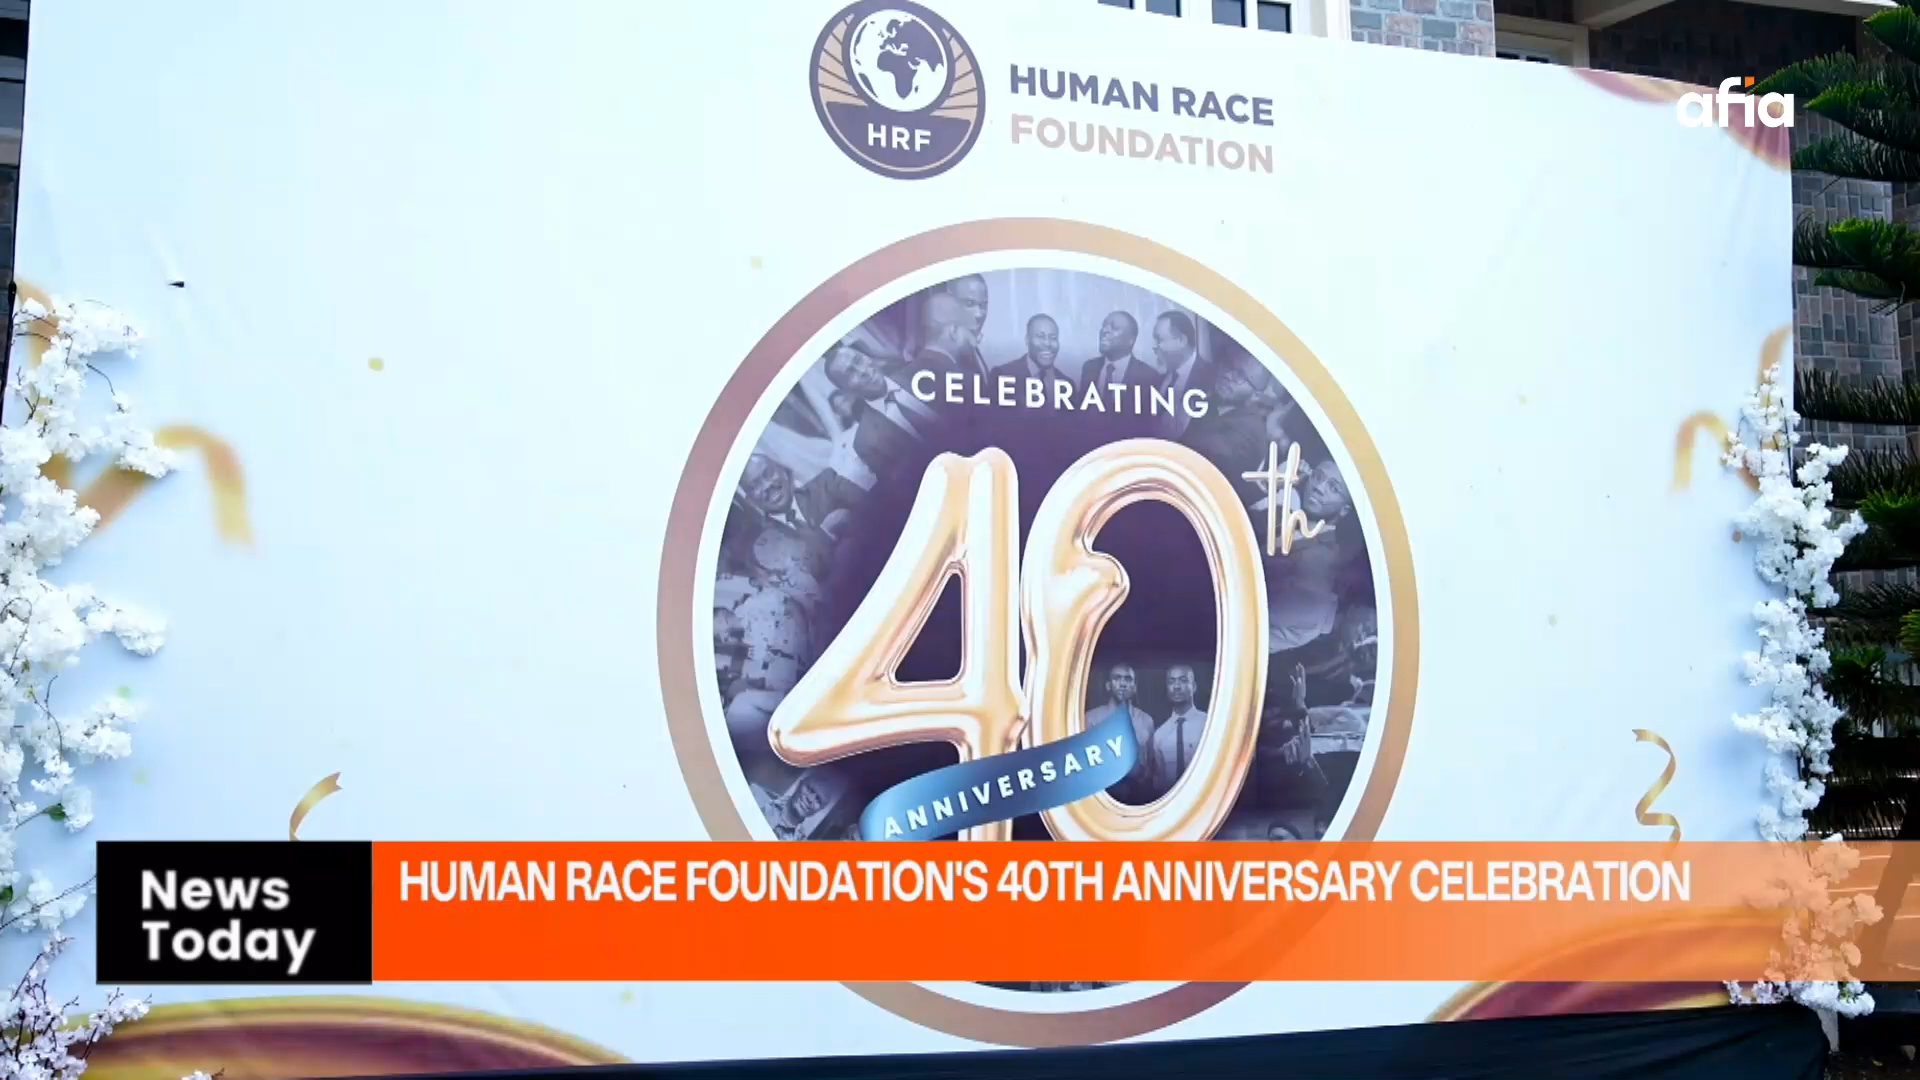 HRF
HUMAN RACE
FOUNDATION
afia
CELEBRATING
40th
ANNIVERSARY
News
Today
HUMAN RACE FOUNDATION'S 40TH ANNIVERSARY CELEBRATION